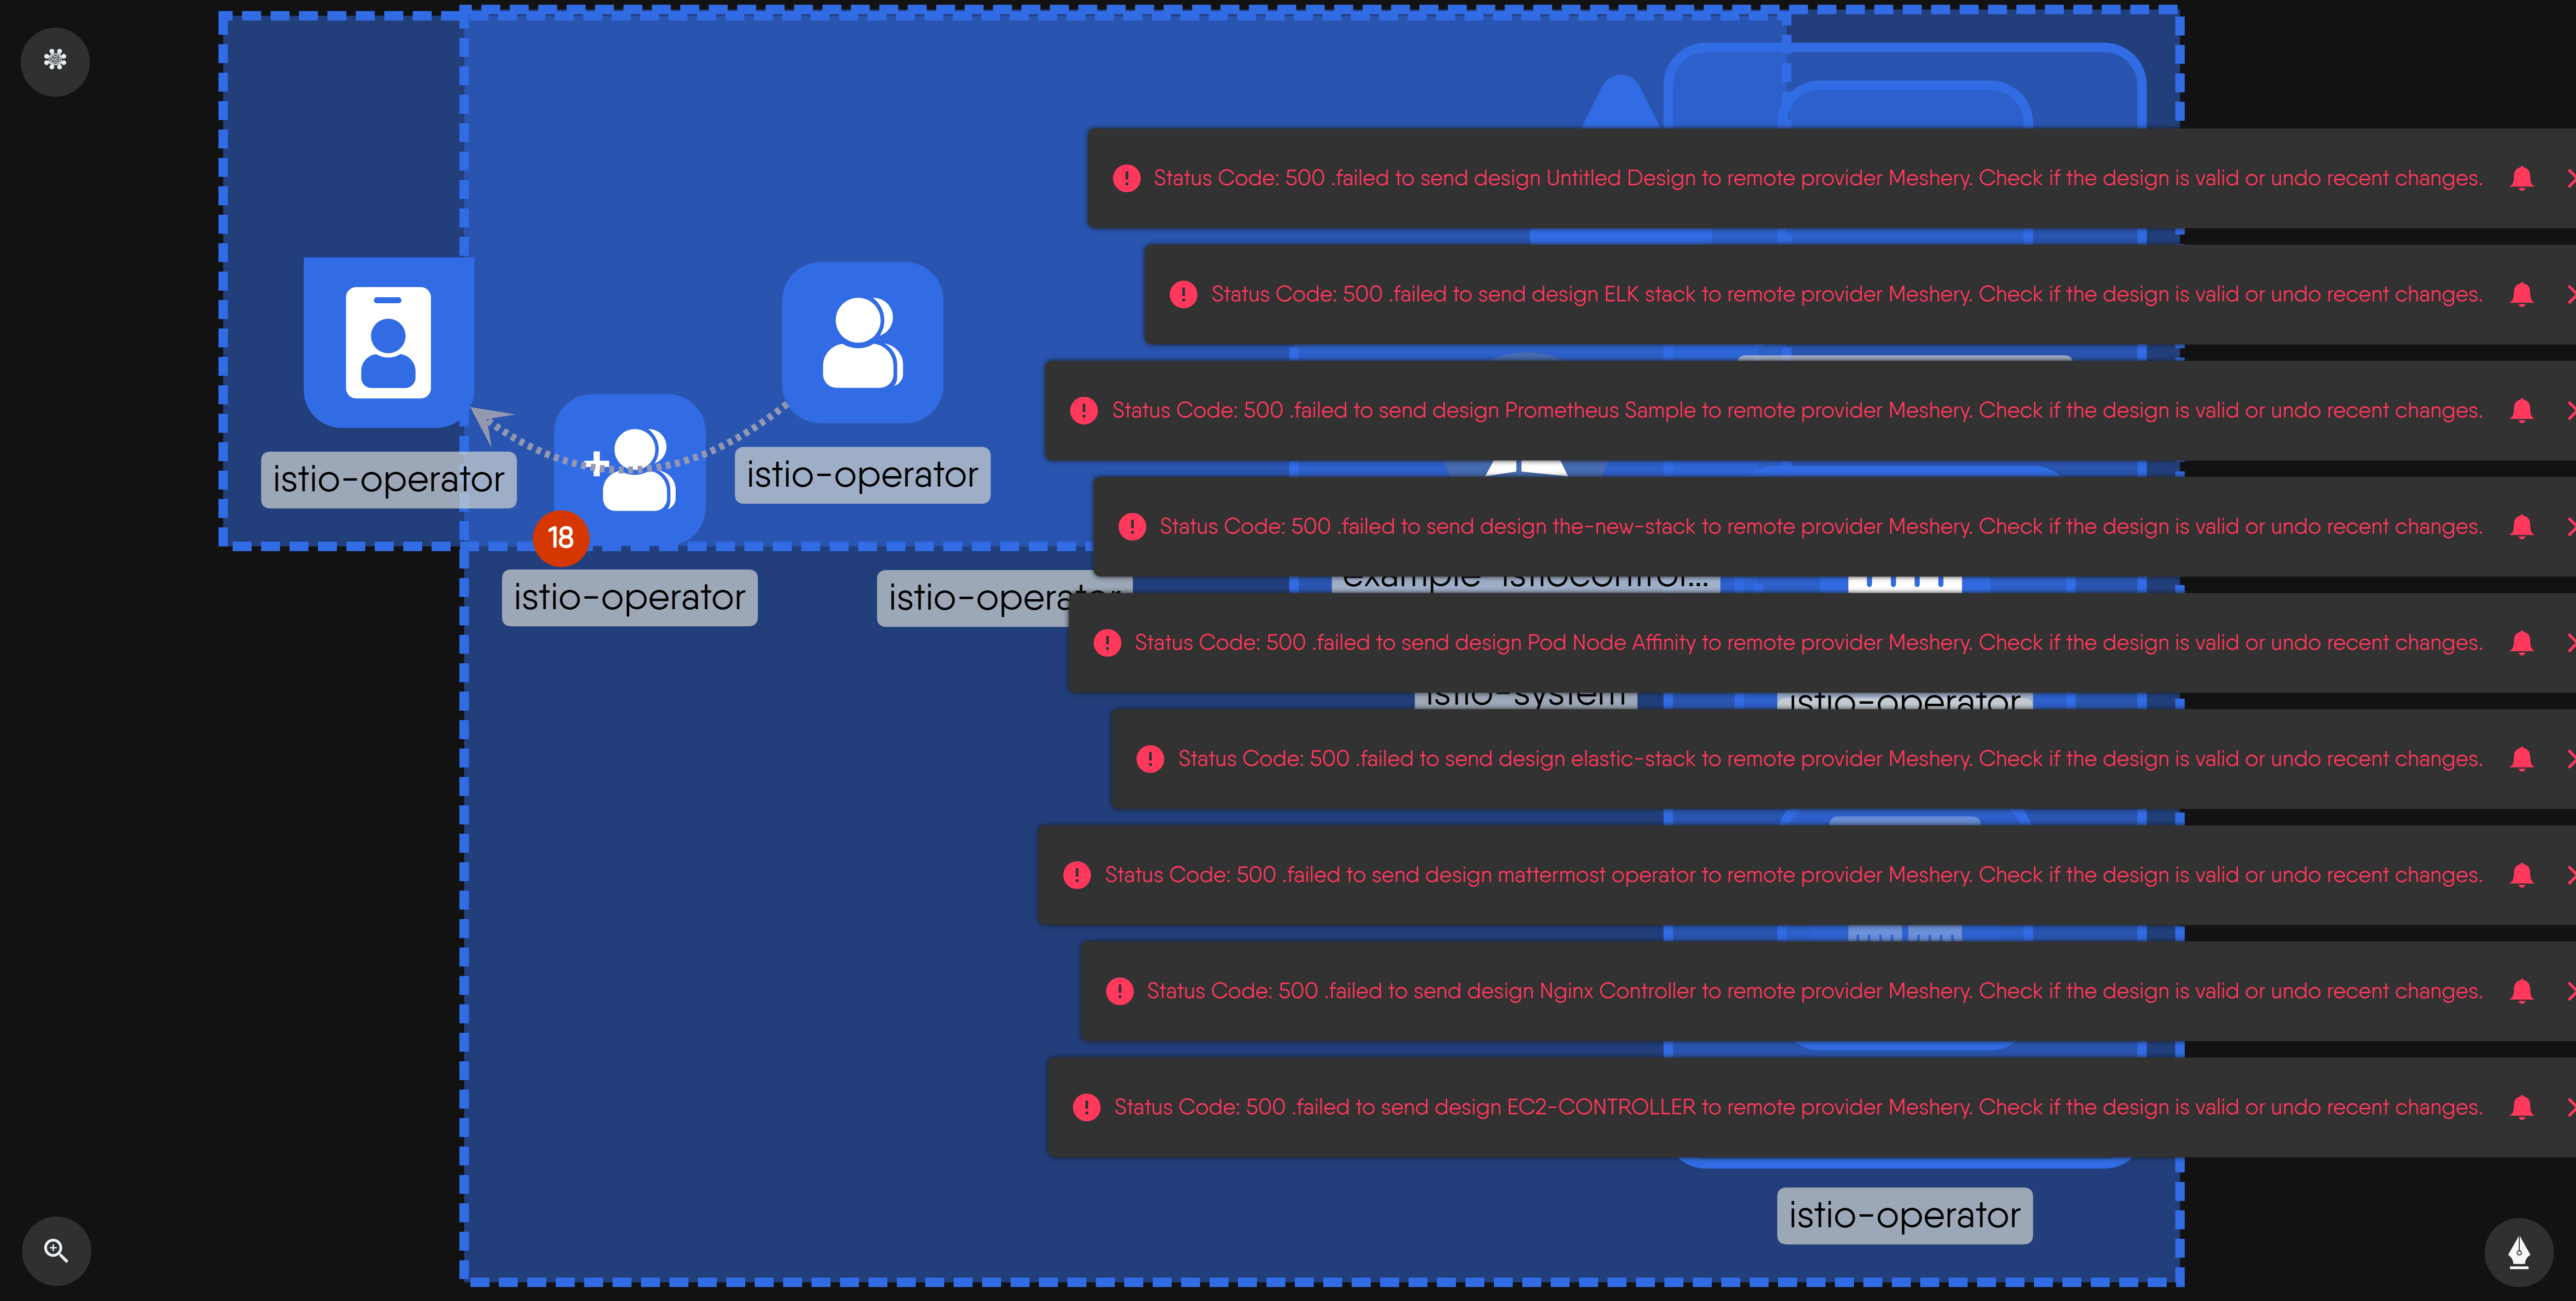 Status Code: 500 .failed to send design Untitled Design to remote provider Meshery. Check if the design is valid or undo recent changes.
Status Code: 500 .failed to send design ELK stack to remote provider Meshery. Check if the design is valid or undo recent changes.
Status Code: 500 .failed to send design Prometheus Sample to remote provider Meshery. Check if the design is valid or undo recent changes.
istio-operator
istio-operator
Status Code: 500 .failed to send design the-new-stack to remote provider Meshery. Check if the design is valid or undo recent changes.
18
example-istiocontrol...
istio-operator
istio-operator
Status Code: 500 .failed to send design Pod Node Affinity to remote provider Meshery. Check if the design is valid or undo recent changes.
istio-system
istio-operator
Status Code: 500 .failed to send design elastic-stack to remote provider Meshery. Check if the design is valid or undo recent changes.
Status Code: 500 .failed to send design mattermost operator to remote provider Meshery. Check if the design is valid or undo recent changes.
Status Code: 500 .failed to send design Nginx Controller to remote provider Meshery. Check if the design is valid or undo recent changes.
Status Code: 500 .failed to send design EC2-CONTROLLER to remote provider Meshery. Check if the design is valid or undo recent changes.
istio-operator